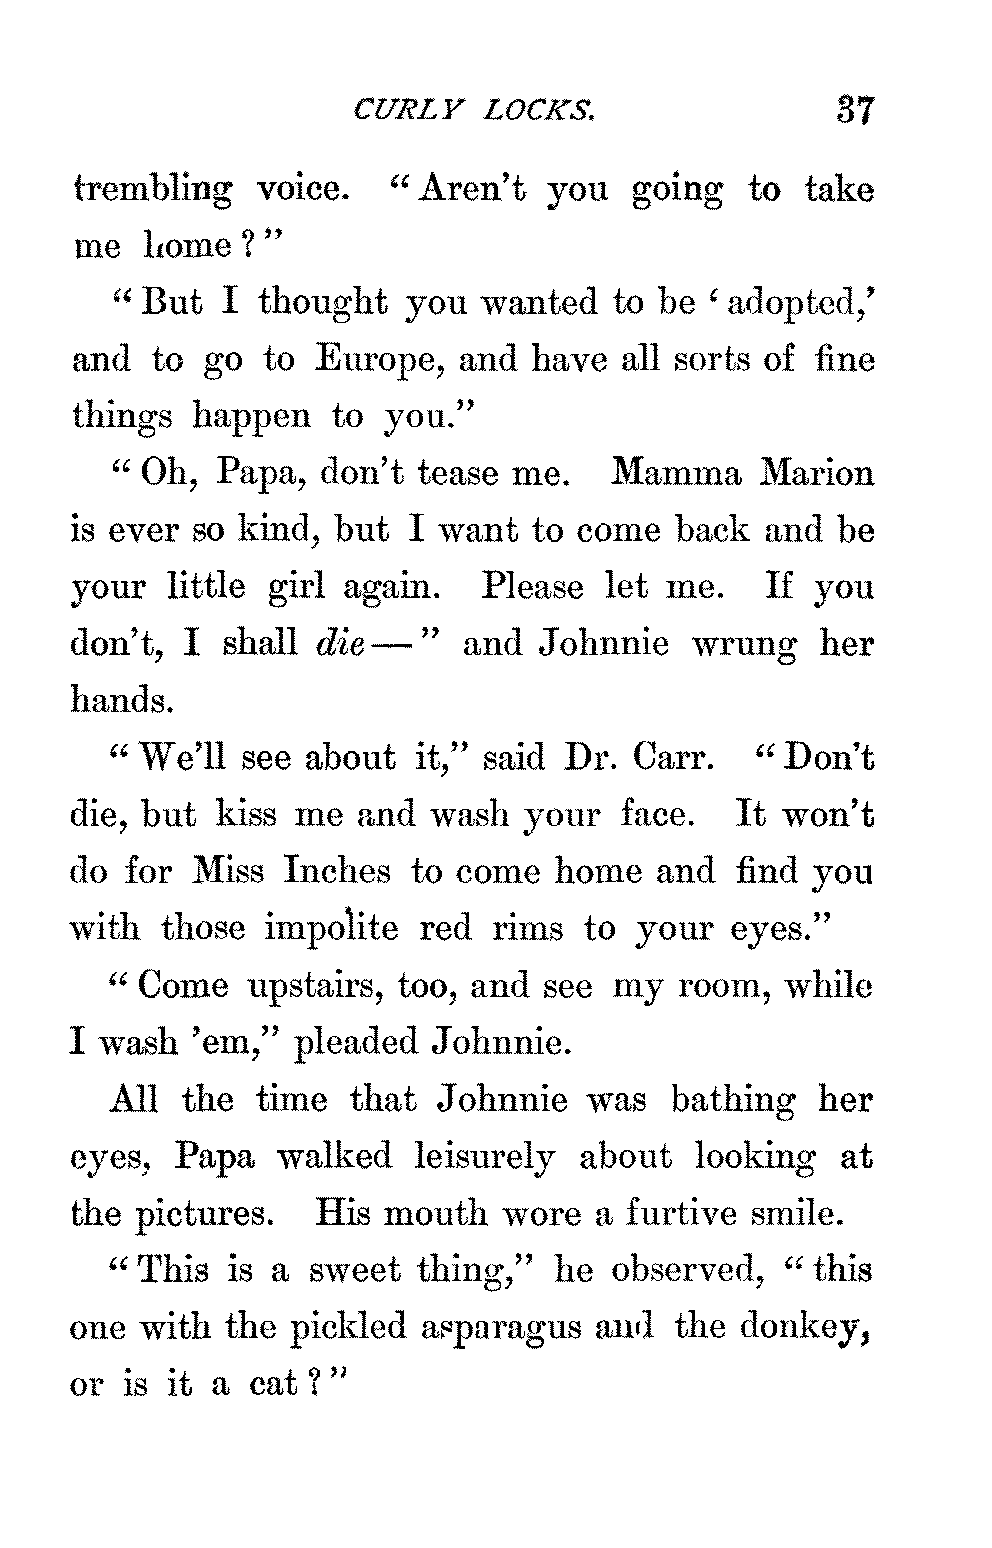 CURLY LOCKS. 37
trembling voice. “Aren’t you going to take
me home?”
“But I thought you wanted to be ‘adopted,’
and to go to Europe, and have all sorts of fine
things happen to you.”
“Oh, Papa, don’t tease me. Mamma Marion
is ever so kind, but I want to come back and be
your little girl again. Please let me. If you
don’t, I shall die—” and Johnnie wrung her
hands.
“We’ll see about it,” said Dr. Carr. “Don’t
die, but kiss me and wash your face. It won’t
do for Miss Inches to come home and find you
with those impolite red rims to your eyes.”
“Come upstairs, too, and see my room, while
I wash ’em,” pleaded Johnnie.
All the time that Johnnie was bathing her
eyes, Papa walked leisurely about looking at
the pictures. His mouth wore a furtive smile.
“This is a sweet thing,” he observed, “this
one with the pickled asparagus and the donkey,
or is it a cat?”